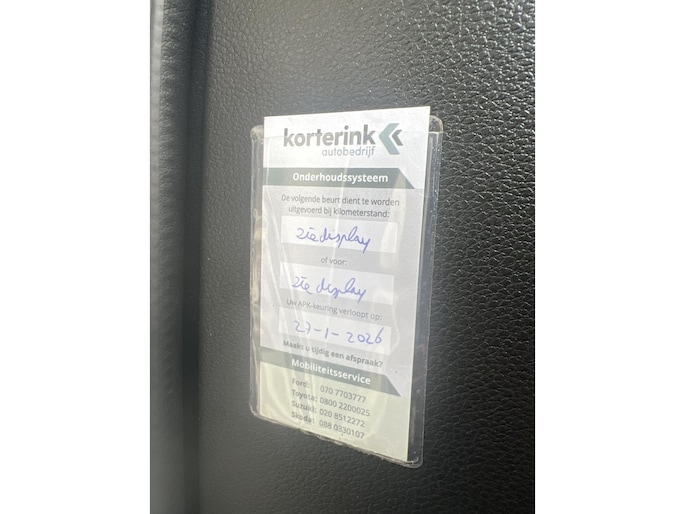 korterink
autobedrijf
Onderhoudssysteem
De volgende beurt dient te worden
uitgevoerd bij kilometerstand:
zie display
of voor:
zie display
Uw APK-keuring verloopt op:
27-1-2026
Maakt u tijdig een afspraak?
Mobiliteitsservice
Ford: 070 7703777
Toyota: 0800 2200025
Suzuki: 020 8512272
Skoda: 088 0330107